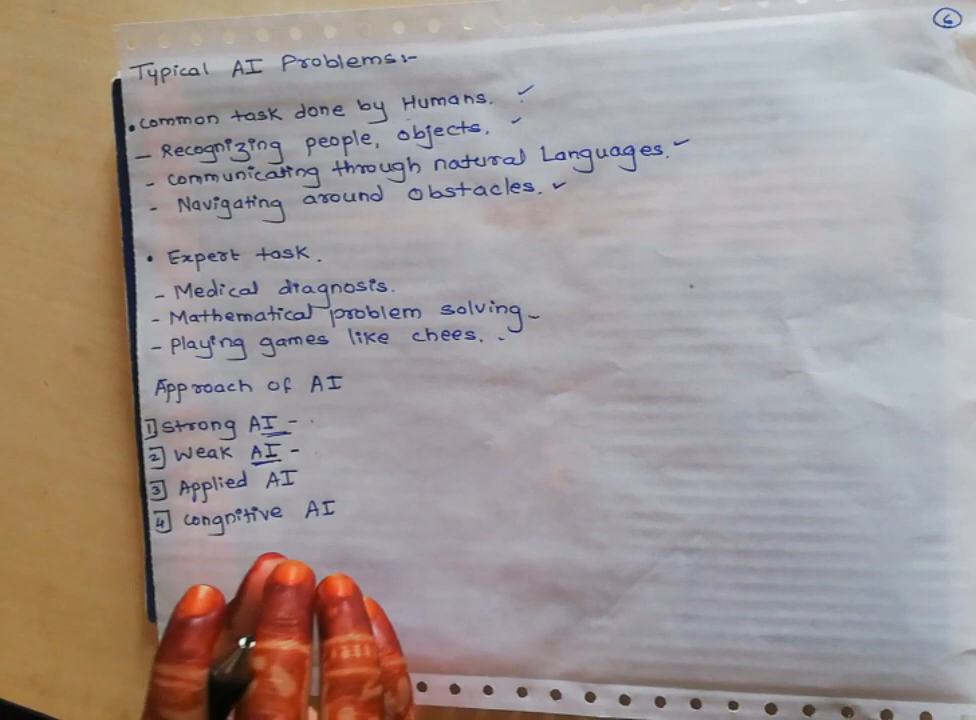 6
Typical AI Problems:-
• common task done by Humans. ✓
- Recognizing people, objects. ✓
- communicating through natural Languages. ✓
- Navigating around obstacles. ✓
• Expert task.
- Medical diagnosis.
- Mathematical problem solving -
- playing games like chees. .
Approach of AI
1] strong AI - .
2] weak AI -
3] Applied AI
4] congnitive AI